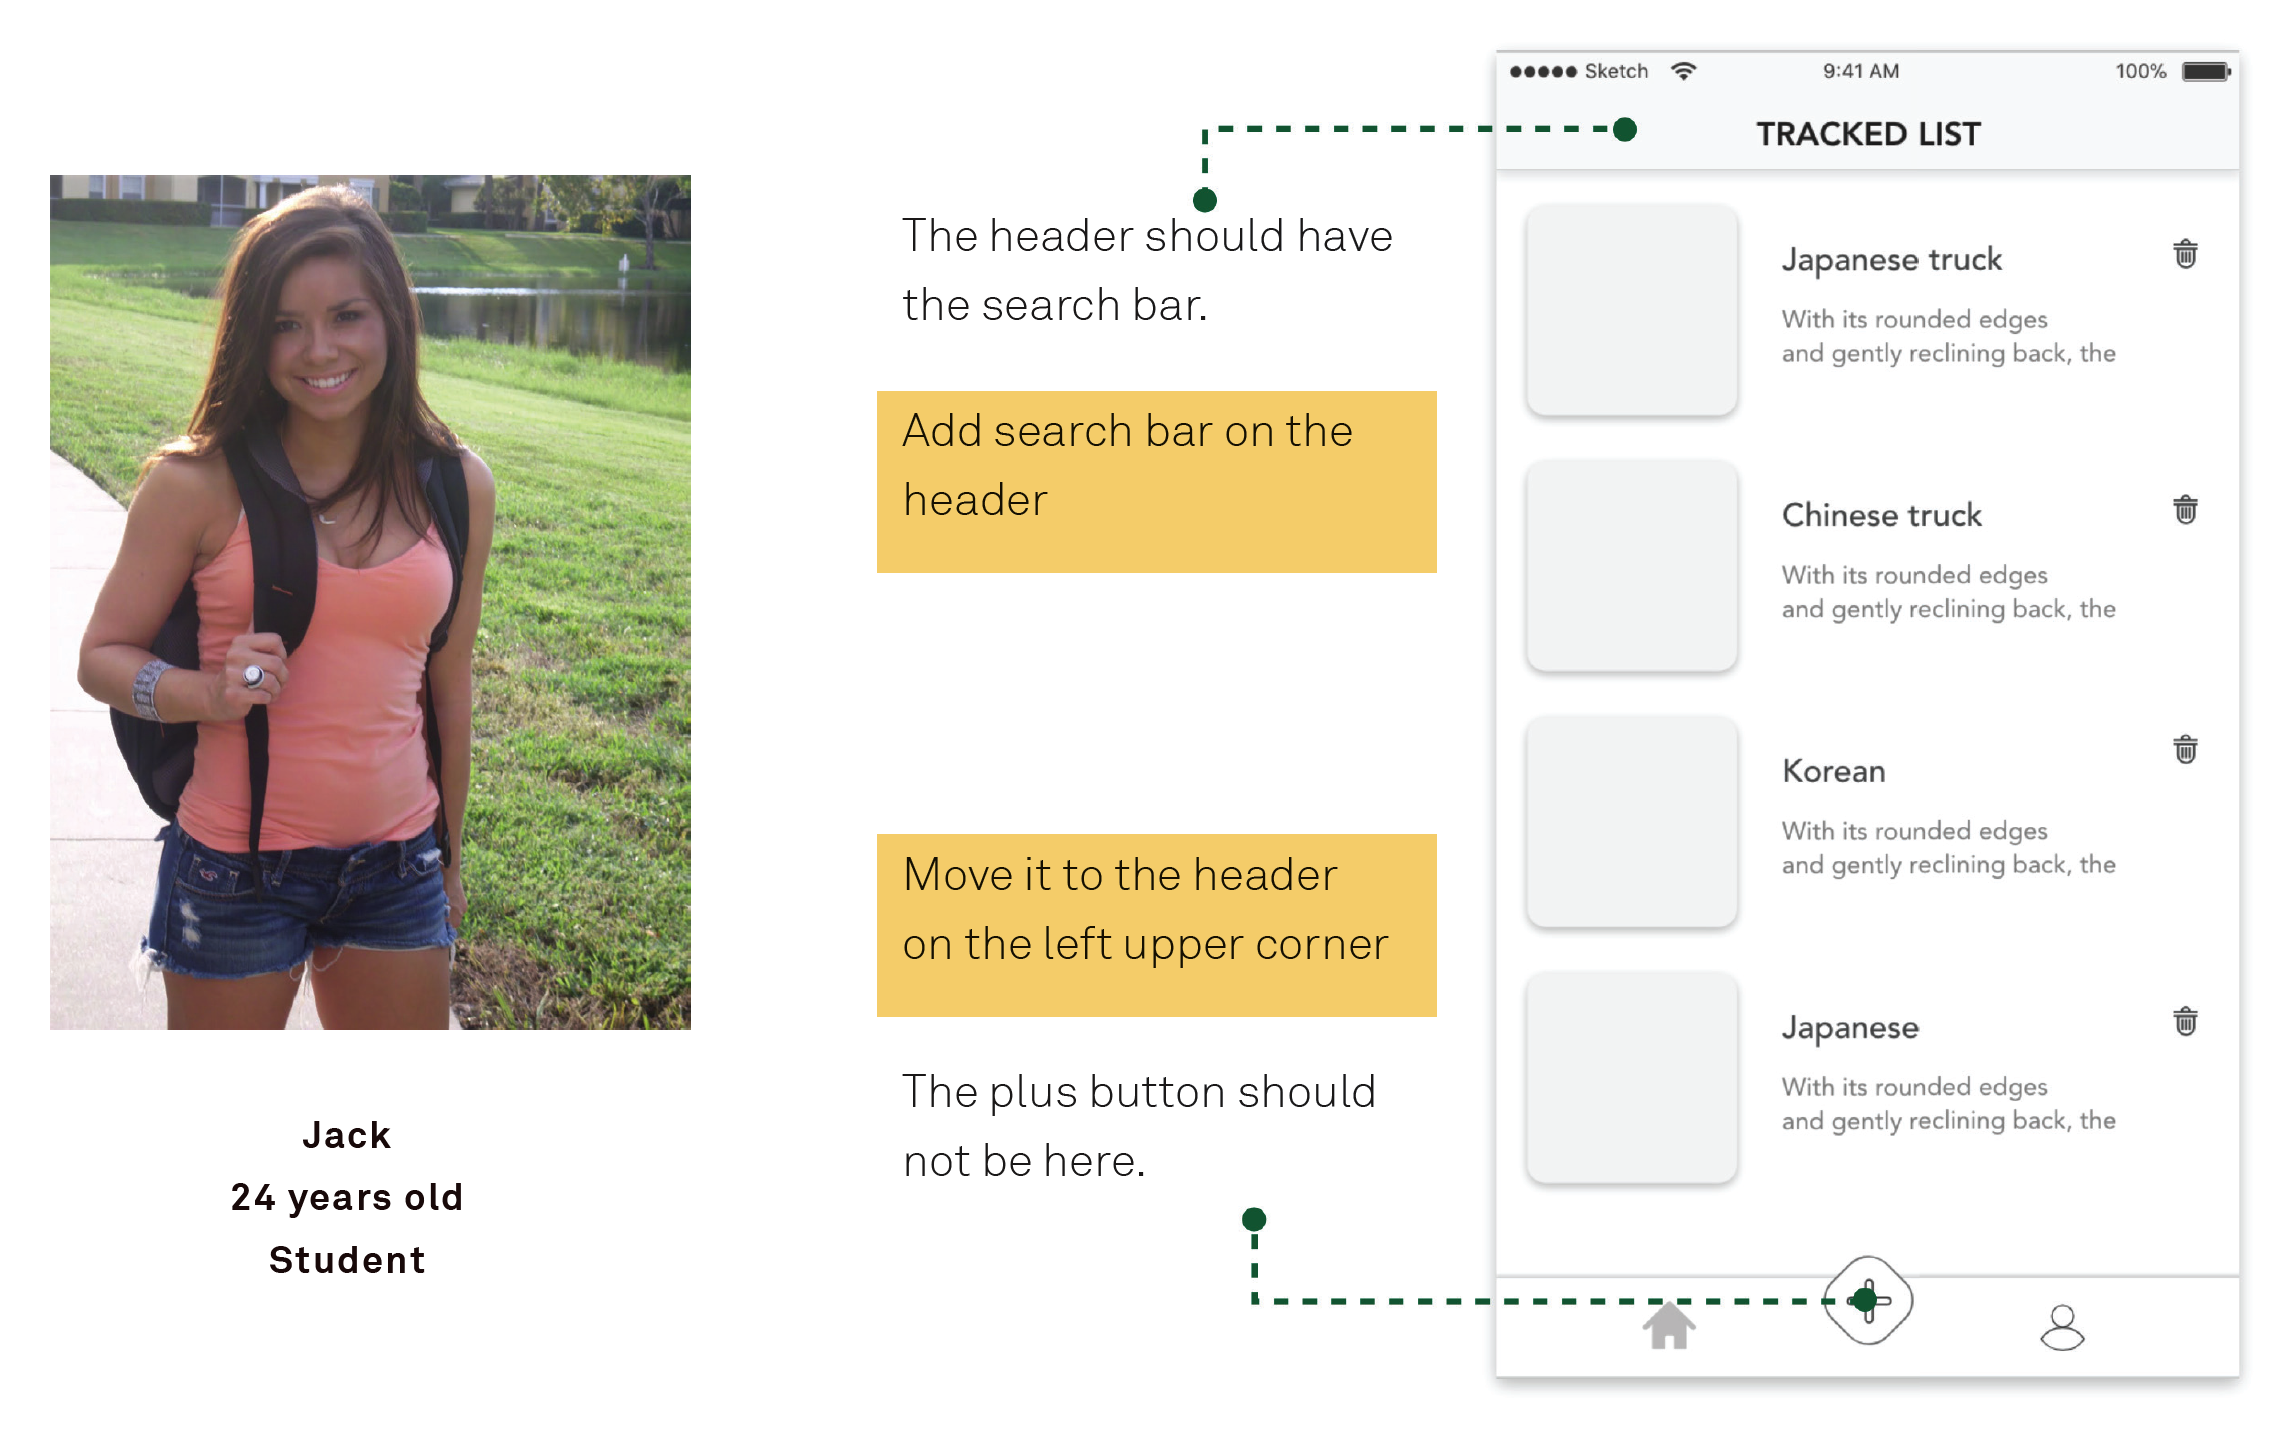 Jack
24 years old
Student
The header should have
the search bar.
Add search bar on the
header
Move it to the header
on the left upper corner
The plus button should
not be here.
Sketch 9:41 AM 100%
TRACKED LIST
Japanese truck
With its rounded edges
and gently reclining back, the
Chinese truck
With its rounded edges
and gently reclining back, the
Korean
With its rounded edges
and gently reclining back, the
Japanese
With its rounded edges
and gently reclining back, the